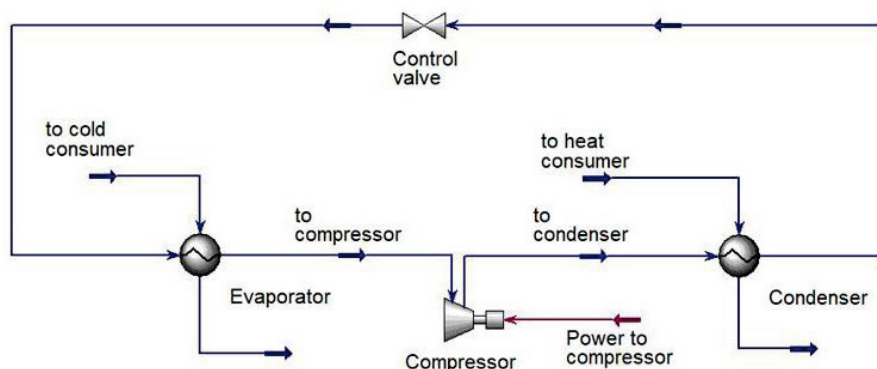 Control
valve
to cold
consumer
to heat
consumer
to
compressor
to
condenser
Evaporator
Condenser
Power to
compressor
Compressor